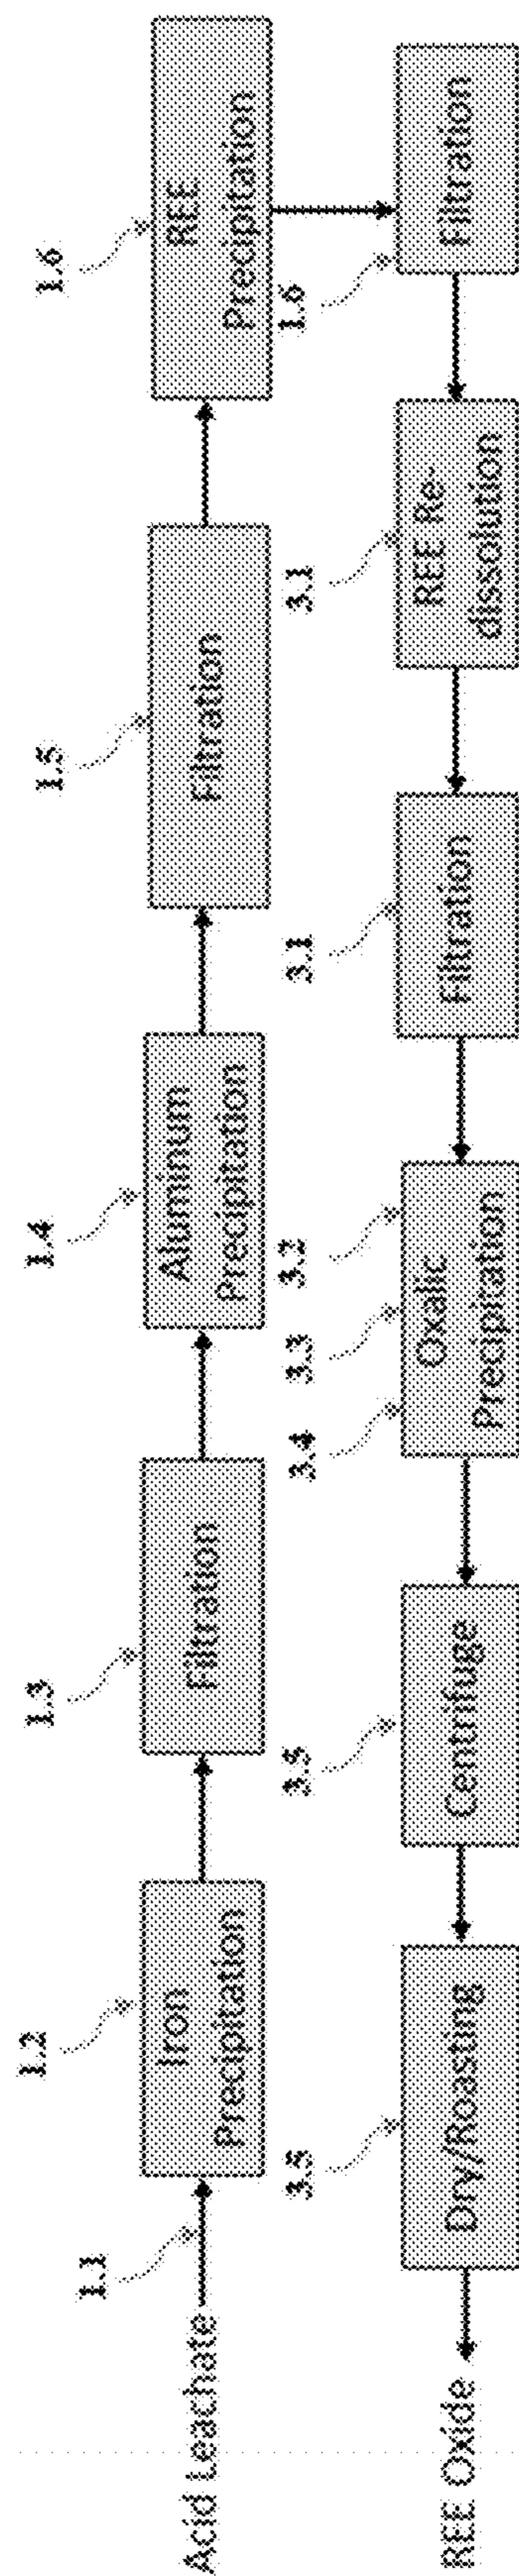 1.1
1.2
1.3
1.4
1.5
1.6
Acid Leachate
Iron
Precipitation
Filtration
Aluminum
Precipitation
Filtration
REE
Precipitation
3.5
3.5
3.4
3.3
3.2
3.1
3.1
1.6
REE Oxide
Dry/Roasting
Centrifuge
Oxalic
Precipitation
Filtration
REE Re-
dissolution
Filtration